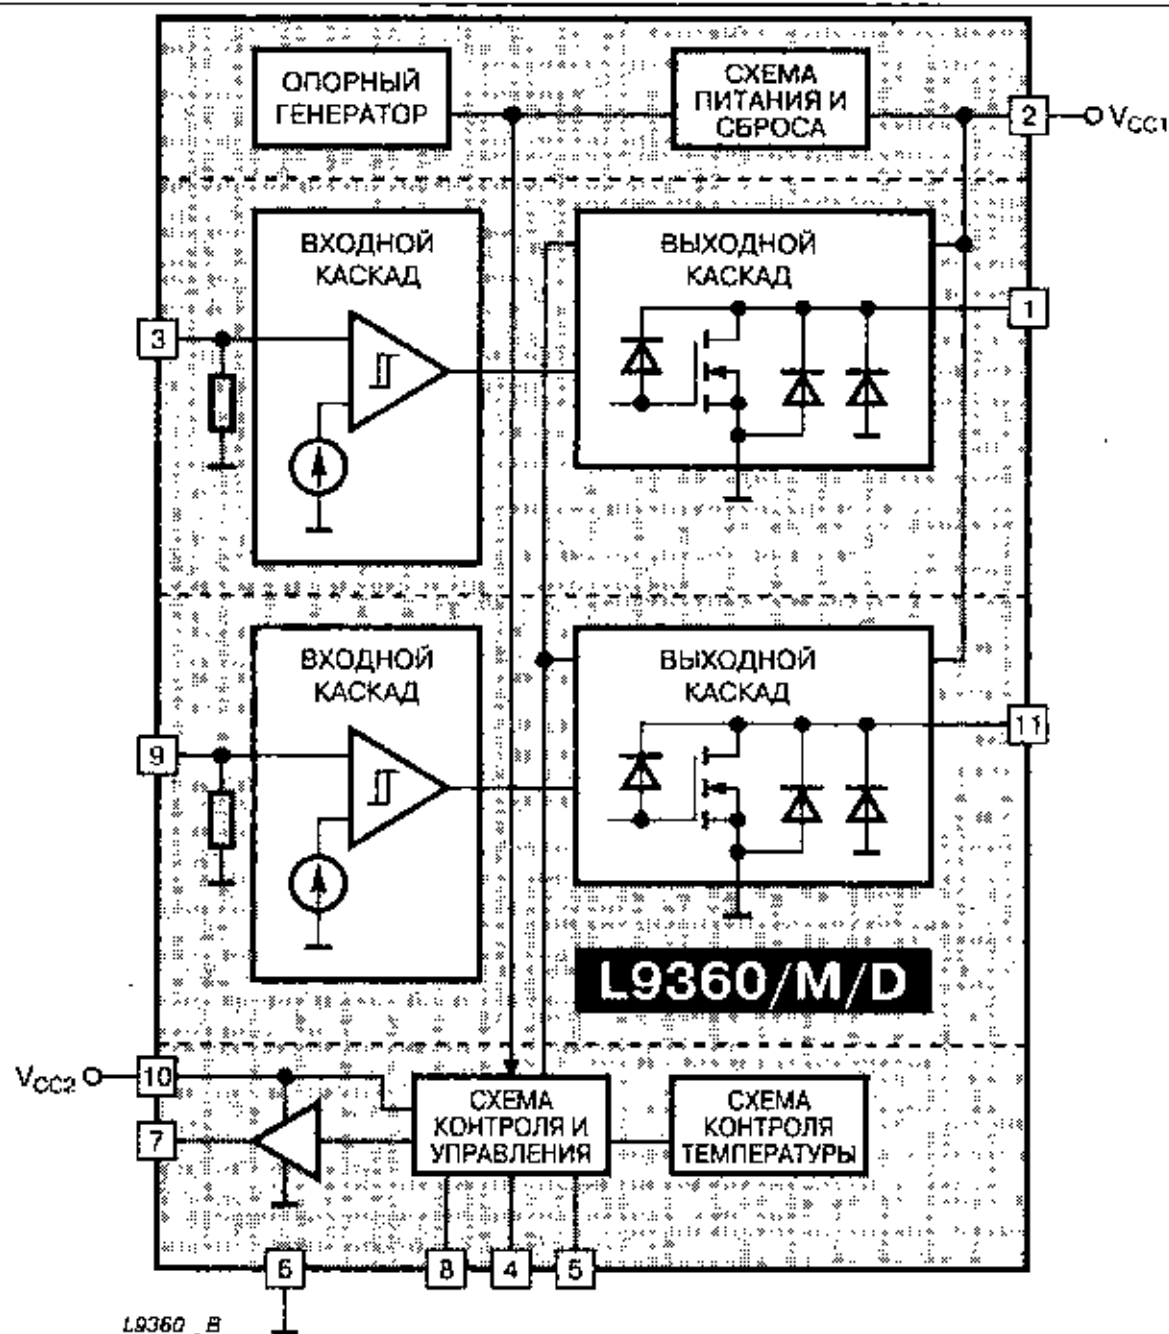 ОПОРНЫЙ
ГЕНЕРАТОР
СХЕМА
ПИТАНИЯ И
СБРОСА
2
VCC1
ВХОДНОЙ
КАСКАД
ВЫХОДНОЙ
КАСКАД
1
3
ВХОДНОЙ
КАСКАД
ВЫХОДНОЙ
КАСКАД
11
9
L9360/M/D
VCC2
10
7
СХЕМА
КОНТРОЛЯ И
УПРАВЛЕНИЯ
СХЕМА
КОНТРОЛЯ
ТЕМПЕРАТУРЫ
6
8
4
5
L9360_B